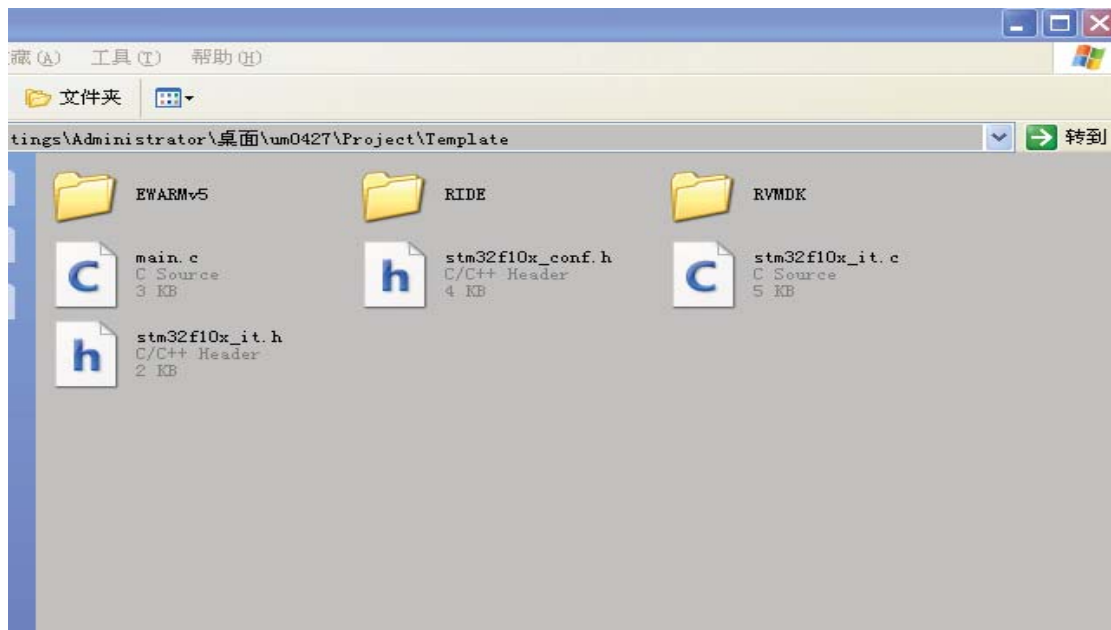 藏(A) 工具(T) 帮助(H)
文件夹
tings\Administrator\桌面\um0427\Project\Template 转到
EWARMv5 RIDE RVMDK
main.c stm32f10x_conf.h stm32f10x_it.c
C Source C/C++ Header C Source
3 KB 4 KB 5 KB
stm32f10x_it.h
C/C++ Header
2 KB